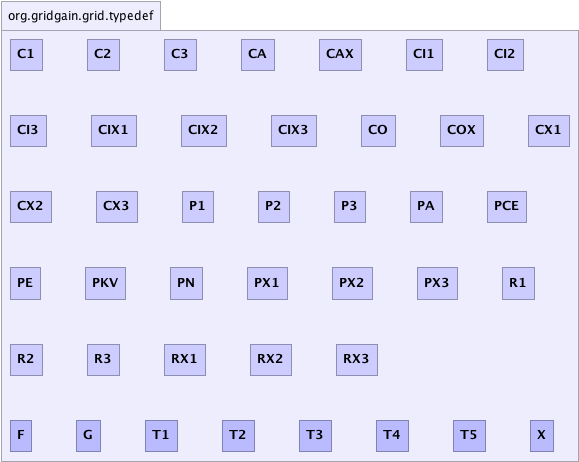 org.gridgain.grid.typedef
C1 C2 C3 CA CAX CI1 CI2
CI3 CIX1 CIX2 CIX3 CO COX CX1
CX2 CX3 P1 P2 P3 PA PCE
PE PKV PN PX1 PX2 PX3 R1
R2 R3 RX1 RX2 RX3
F G T1 T2 T3 T4 T5 X